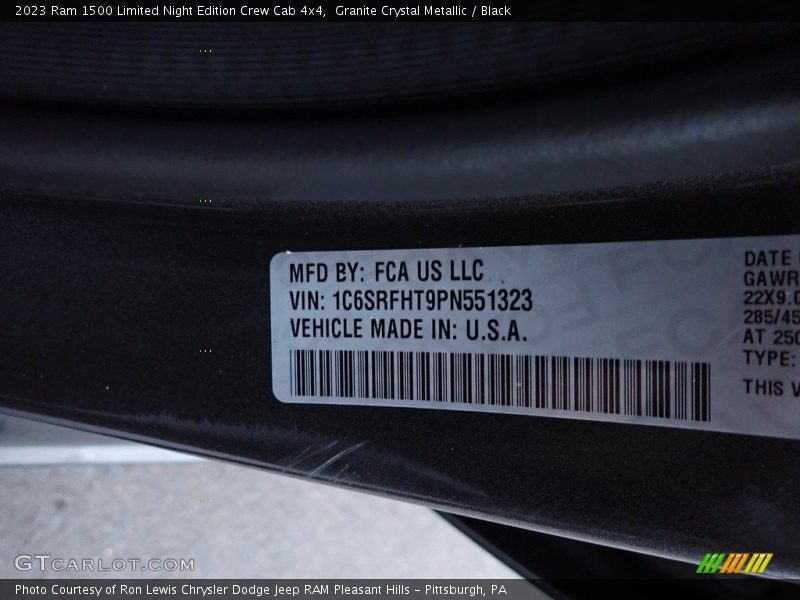 2023 Ram 1500 Limited Night Edition Crew Cab 4x4,  Granite Crystal Metallic / Black
MFD BY: FCA US LLC
VIN: 1C6SRFHT9PN551323
VEHICLE MADE IN: U.S.A.
DATE
GAWR
22X9.0
285/45
AT 250
TYPE:
THIS V
GTCARLOT.COM
Photo Courtesy of Ron Lewis Chrysler Dodge Jeep RAM Pleasant Hills - Pittsburgh, PA